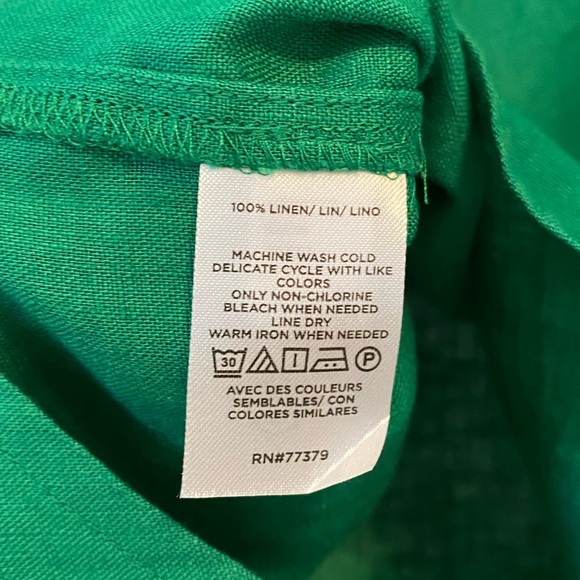 100% LINEN/ LIN/ LINO
MACHINE WASH COLD
DELICATE CYCLE WITH LIKE
COLORS
ONLY NON-CHLORINE
BLEACH WHEN NEEDED
LINE DRY
WARM IRON WHEN NEEDED
30 P
AVEC DES COULEURS
SEMBLABLES/ CON
COLORES SIMILARES
RN#77379